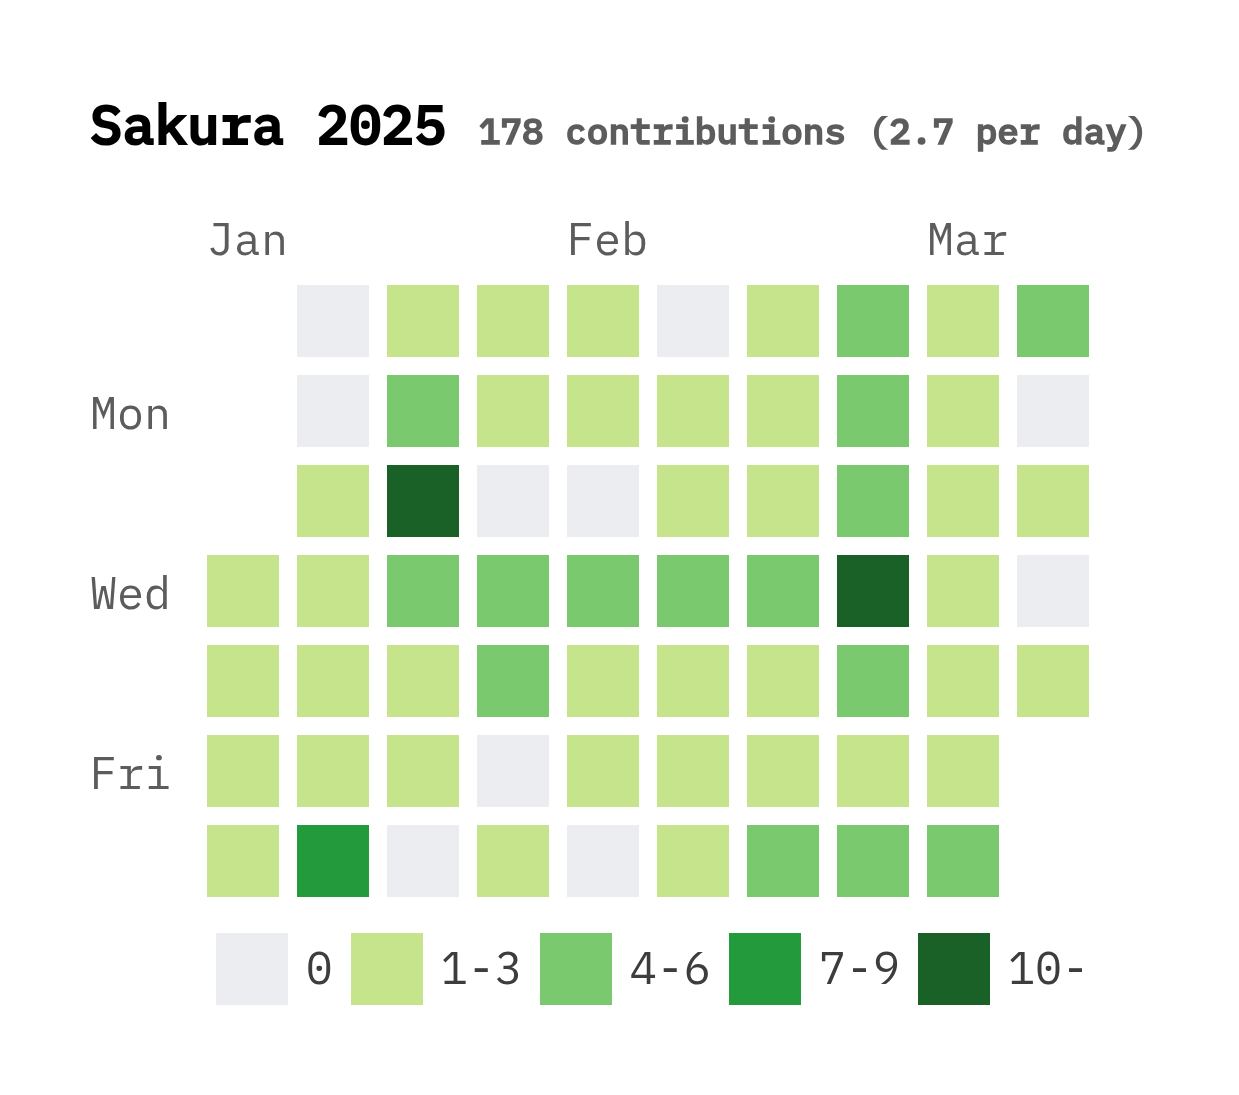 Sakura 2025 178 contributions (2.7 per day)
Jan Feb Mar
Mon
Wed
Fri
0 1-3 4-6 7-9 10-